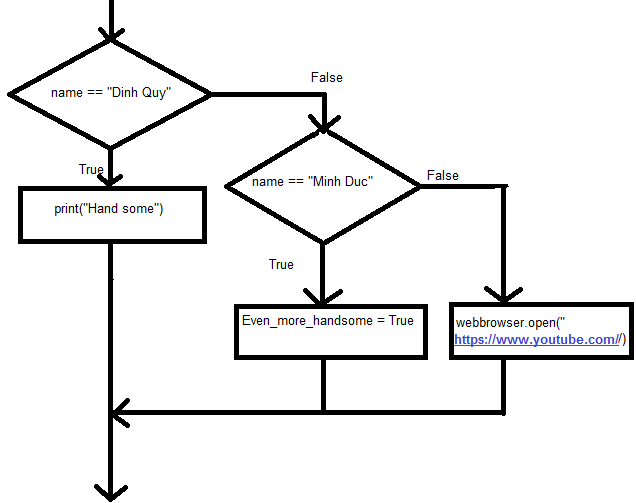 name == "Dinh Quy"
False
True
print("Hand some")
name == "Minh Duc"
False
True
Even_more_handsome = True
webbrowser.open("
https://www.youtube.com//)